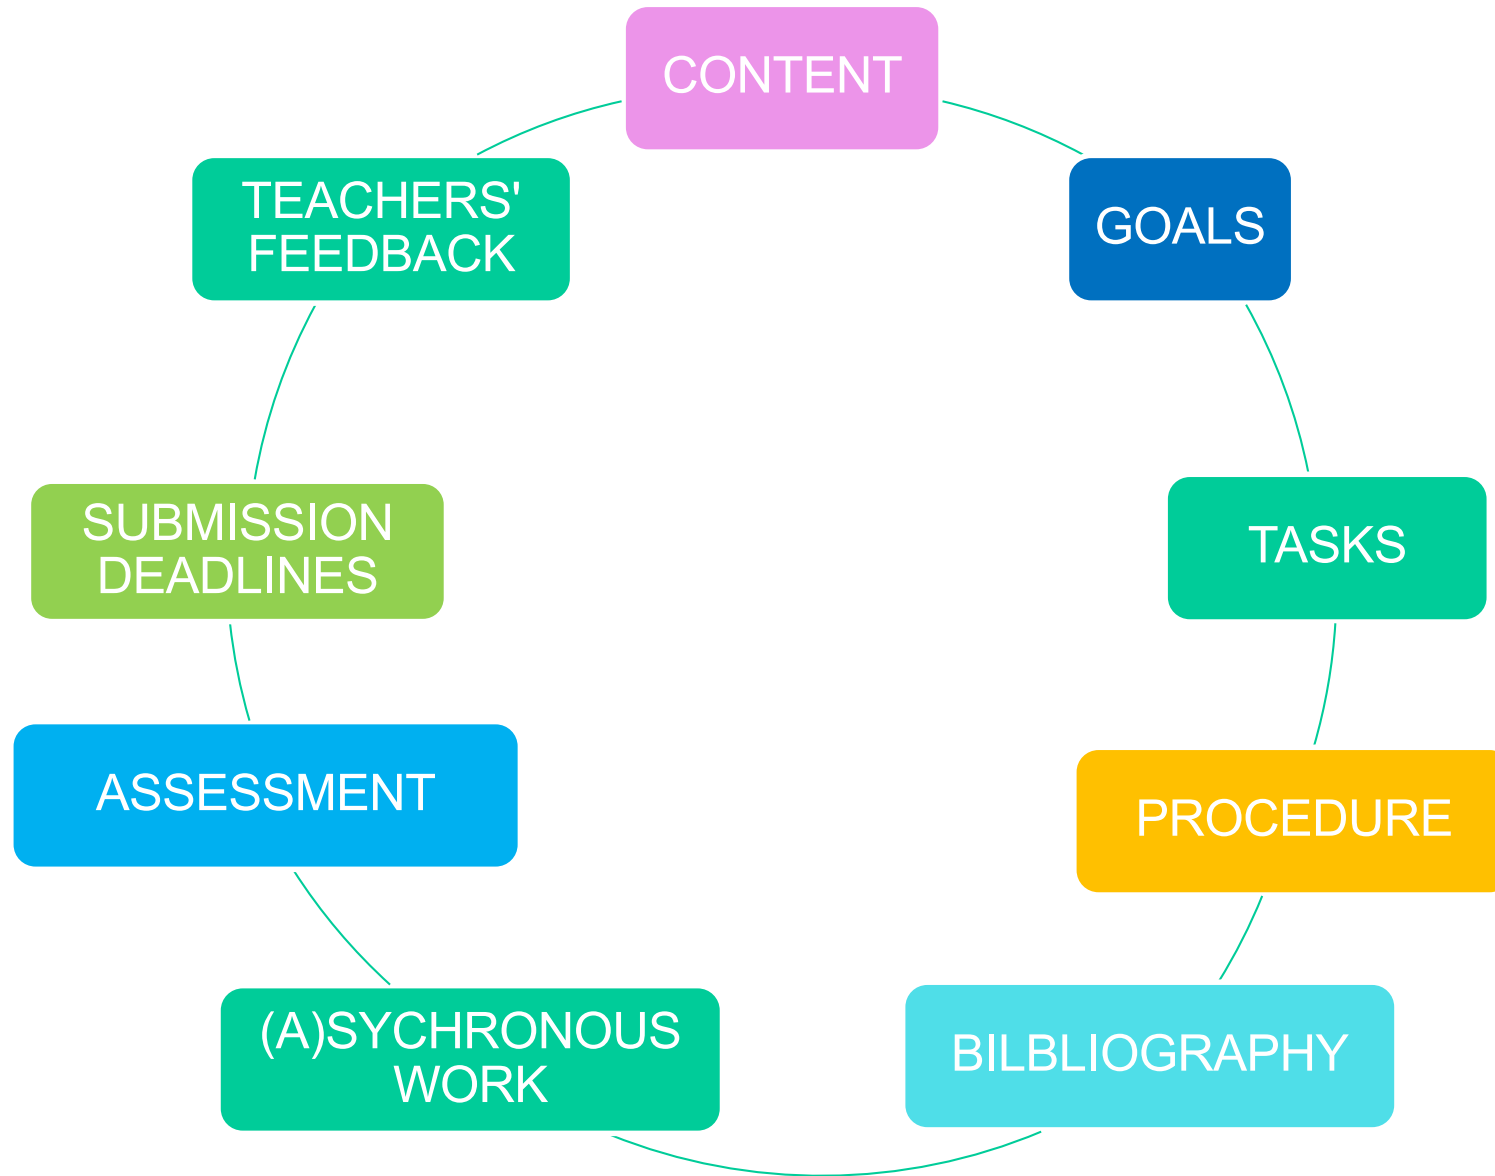 CONTENT
GOALS
TASKS
PROCEDURE
BILBLIOGRAPHY
(A)SYCHRONOUS
WORK
ASSESSMENT
SUBMISSION
DEADLINES
TEACHERS'
FEEDBACK